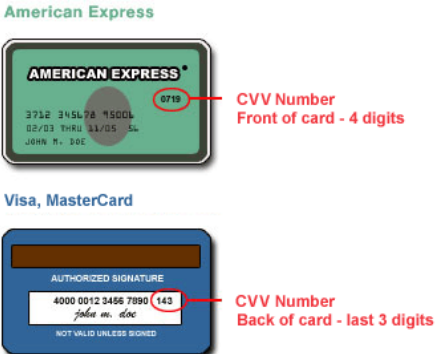 American Express
AMERICAN EXPRESS
0719
CVV Number
Front of card - 4 digits
3712 345678 95006
02/03 THRU 11/05 56
JOHN M. DOE
Visa, MasterCard
AUTHORIZED SIGNATURE
4000 0012 3456 7890 143
john m. doe
NOT VALID UNLESS SIGNED
CVV Number
Back of card - last 3 digits